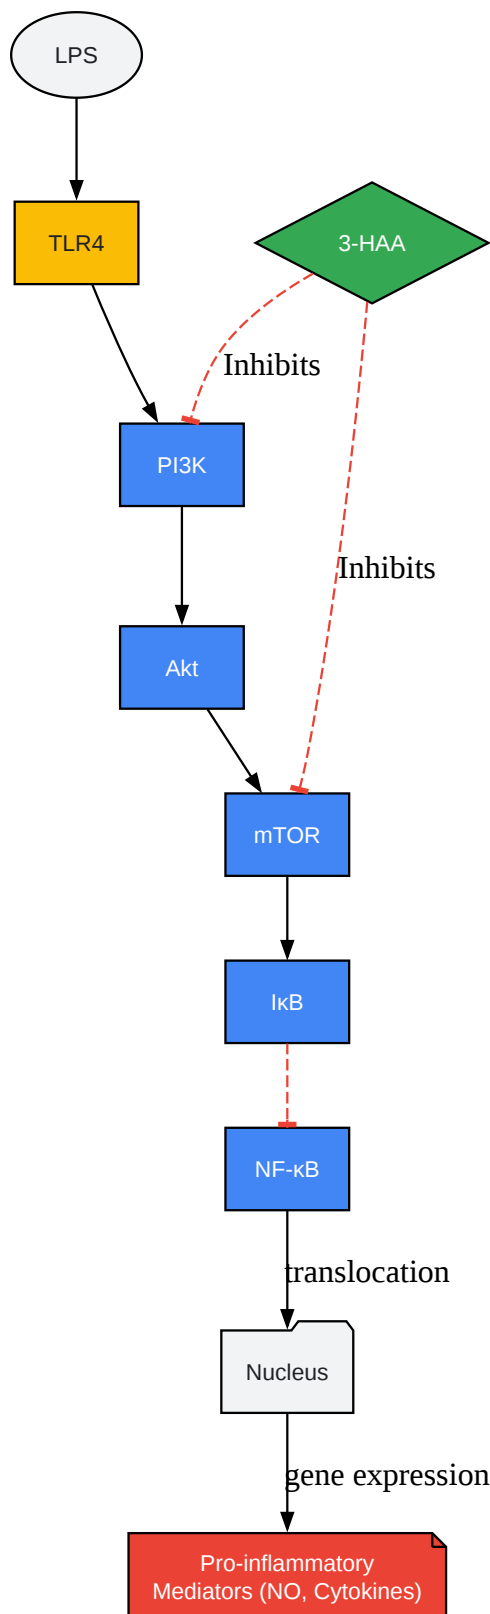 LPS
TLR4
3-HAA
Inhibits
PI3K
Inhibits
Akt
mTOR
IκB
NF-κB
translocation
Nucleus
gene expression
Pro-inflammatory
Mediators (NO, Cytokines)